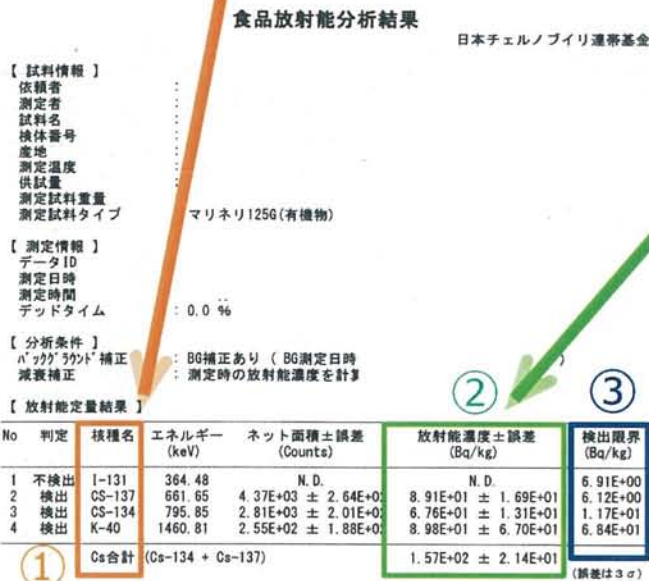 食品放射能分析結果
日本チェルノブイリ連帯基金
【 試料情報 】
依頼者 :
測定者 :
試料名 :
検体番号 :
産地 :
測定温度 :
供試量 :
測定試料重量
測定試料タイプ マリネリ125G(有機物)
【 測定情報 】
データID
測定日時
測定時間
デッドタイム : 0.0 %
【 分析条件 】
バックグラウンド補正 : BG補正あり ( BG測定日時 )
減衰補正 : 測定時の放射能濃度を計算
【 放射能定量結果 】
② ③
No 判定 核種名 エネルギー ネット面積±誤差 放射能濃度±誤差 検出限界
(keV) (Counts) (Bq/kg) (Bq/kg)
1 不検出 I-131 364.48 N.D. N.D. 6.91E+00
2 検出 CS-137 661.65 4.37E+03 ± 2.64E+02 8.91E+01 ± 1.69E+01 6.12E+00
3 検出 CS-134 795.85 2.81E+03 ± 2.01E+02 6.76E+01 ± 1.31E+01 1.17E+01
4 検出 K-40 1460.81 2.55E+02 ± 1.88E+02 8.98E+01 ± 6.70E+01 6.84E+01
① Cs合計 (Cs-134 + Cs-137) 1.57E+02 ± 2.14E+01
(誤差は3σ)